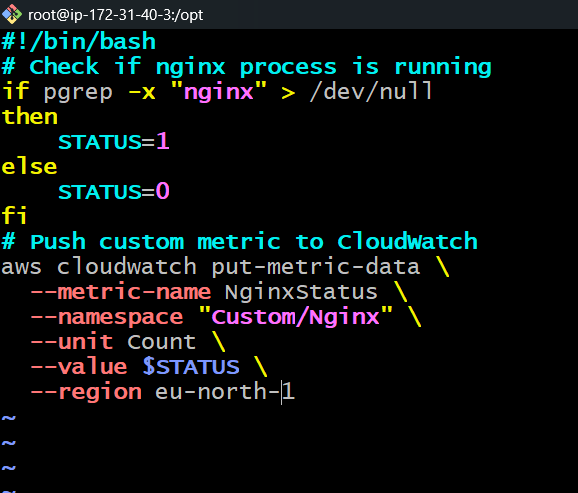 root@ip-172-31-40-3:/opt
#!/bin/bash
# Check if nginx process is running
if pgrep -x "nginx" > /dev/null
then
    STATUS=1
else
    STATUS=0
fi
# Push custom metric to CloudWatch
aws cloudwatch put-metric-data \
  --metric-name NginxStatus \
  --namespace "Custom/Nginx" \
  --unit Count \
  --value $STATUS \
  --region eu-north-1
~
~
~
~